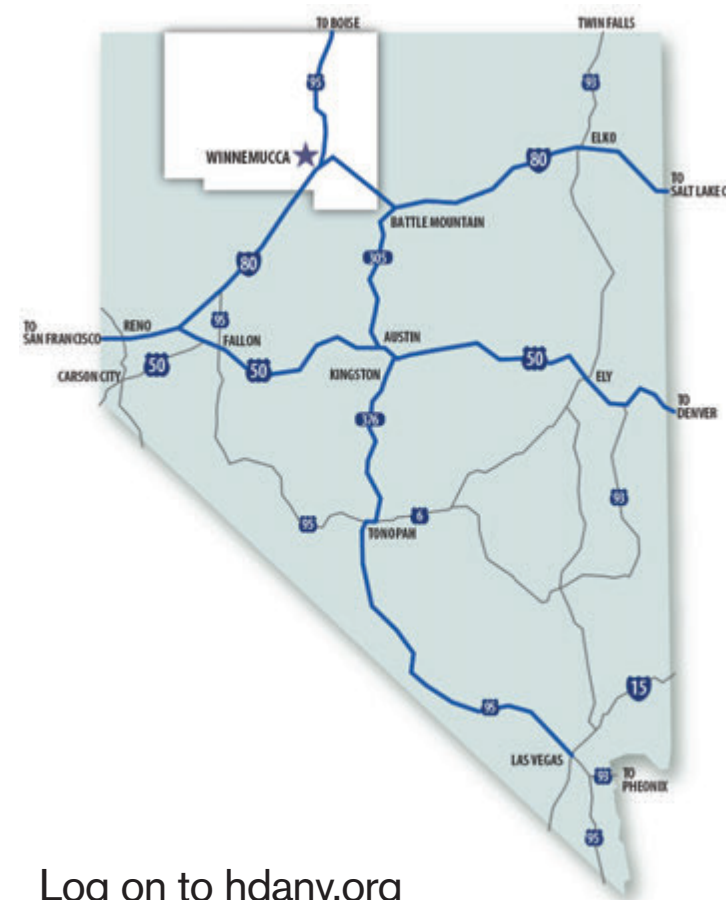 TO BOISE
TWIN FALLS
95
93
WINNEMUCCA
ELKO
80
TO
SALT LAKE C
BATTLE MOUNTAIN
305
80
95
TO
SAN FRANCISCO
RENO
FALLON
AUSTIN
50
50
50
CARSON CITY
KINGSTON
ELY
TO
DENVER
376
93
95
6
TONOPAH
15
95
LAS VEGAS
93
TO
PHEONIX
95
Log on to hdanv.org